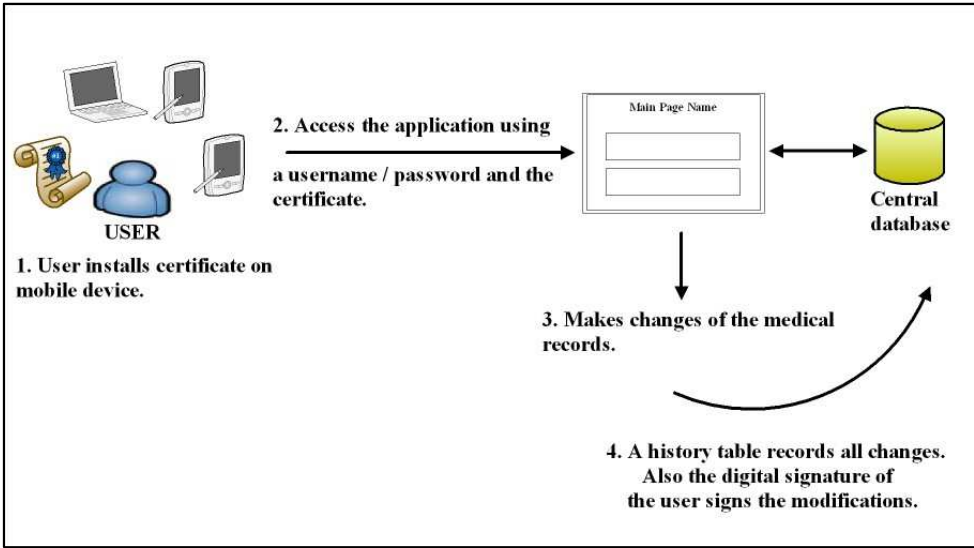 USER
1. User installs certificate on
mobile device.
2. Access the application using
a username / password and the
certificate.
Main Page Name
Central
database
3. Makes changes of the medical
records.
4. A history table records all changes.
Also the digital signature of
the user signs the modifications.